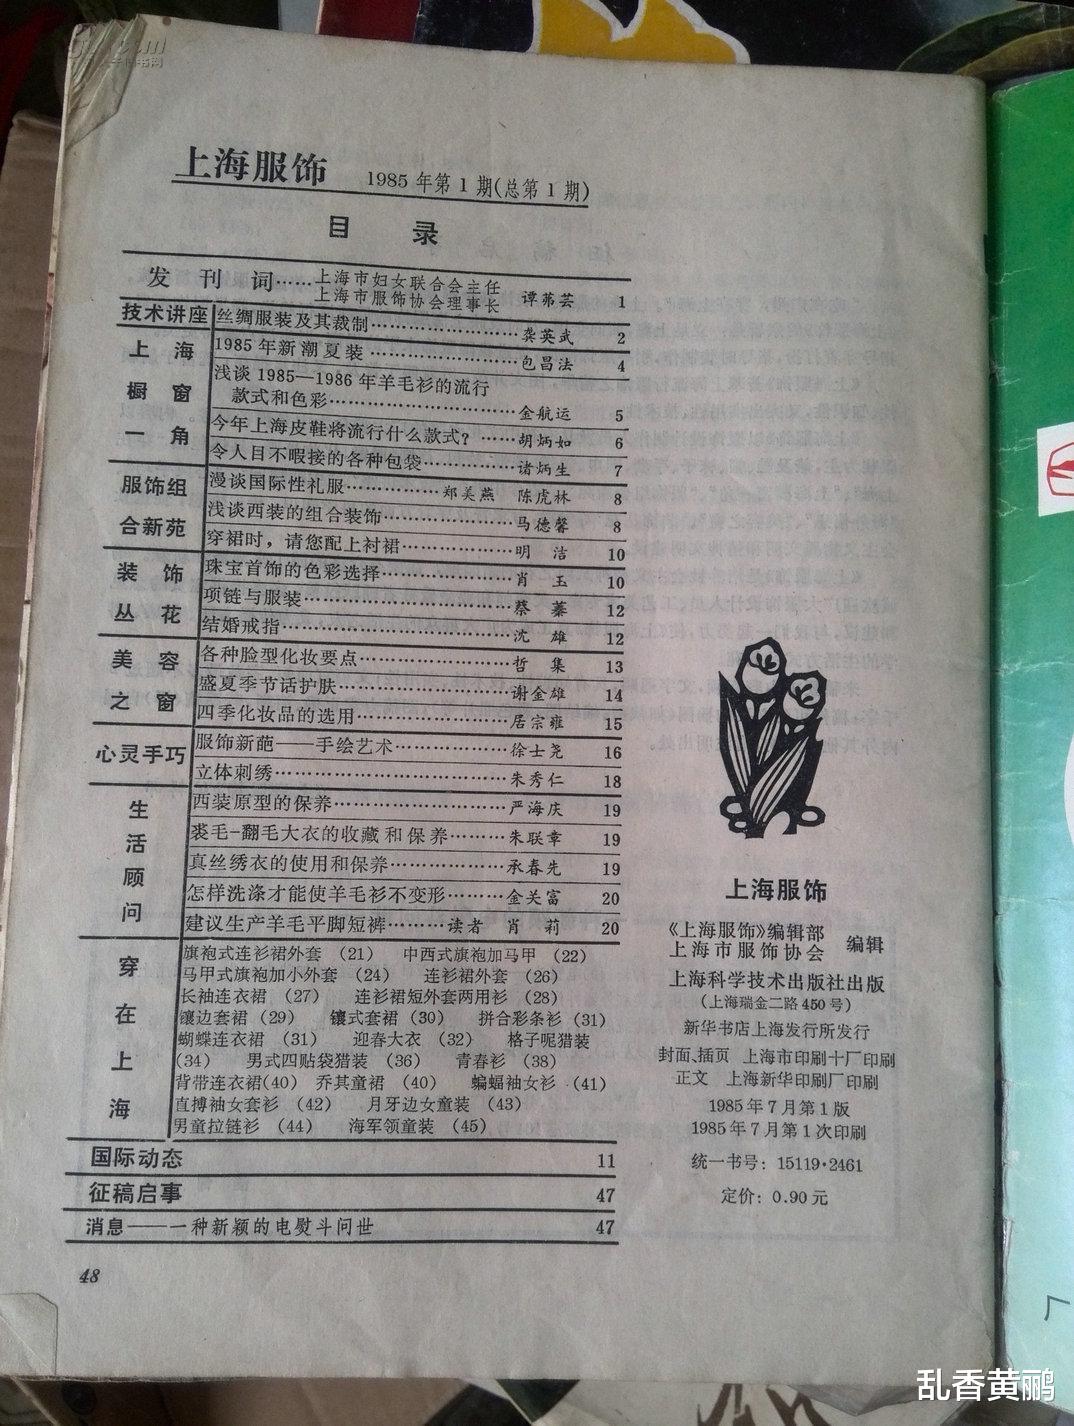 上海服饰 1985年第1期(总第1期)
目 录
发刊词……上海市妇女联合会主任
上海市服饰协会理事长 谭茀芸 1
技术讲座 丝绸服装及其裁制……龚英武 2
上海橱窗一角
1985年新潮夏装……包昌法 4
浅谈1985—1986年羊毛衫的流行
款式和色彩……金航运 5
今年上海皮鞋将流行什么款式?……胡炳如 6
令人目不暇接的各种包袋……诸炳生 7
服饰组合新苑
漫谈国际性礼服……郑美燕 陈虎林 8
浅谈西装的组合装饰……马德馨 8
穿裙时,请您配上衬裙……明洁 10
装饰丛花
珠宝首饰的色彩选择……肖玉 10
项链与服装……蔡蓁 12
结婚戒指……沈雄 12
美容之窗
各种脸型化妆要点……哲集 13
盛夏季节话护肤……谢金雄 14
四季化妆品的选用……居宗雍 15
心灵手巧
服饰新葩——手绘艺术……徐士尧 16
立体刺绣……朱秀仁 18
生活顾问
西装原型的保养……严海庆 19
裘毛-翻毛大衣的收藏和保养……朱联章 19
真丝绣衣的使用和保养……承春先 19
怎样洗涤才能使羊毛衫不变形……金关富 20
建议生产羊毛平脚短裤……读者 肖莉 20
穿在上海
旗袍式连衫裙外套 (21) 中西式旗袍加马甲 (22)
马甲式旗袍加小外套 (24) 连衫裙外套 (26)
长袖连衣裙 (27) 连衫裙短外套两用衫 (28)
镶边套裙 (29) 镶式套裙 (30) 拼合彩条衫 (31)
蝴蝶连衣裙 (31) 迎春大衣 (32) 格子呢猎装
(34) 男式四贴袋猎装 (36) 青春衫 (38)
背带连衣裙(40) 乔其童裙 (40) 蝙蝠袖女衫 (41)
直摶袖女套衫 (42) 月牙边女童装 (43)
男童拉链衫 (44) 海军领童装 (45)
国际动态 11
征稿启事 47
消息——一种新颖的电熨斗问世 47
48
上海服饰
《上海服饰》编辑部
上海市服饰协会 编辑
上海科学技术出版社出版
(上海瑞金二路450号)
新华书店上海发行所发行
封面、插页 上海市印刷十厂印刷
正文 上海新华印刷厂印刷
1985年7月第1版
1985年7月第1次印刷
统一书号: 15119·2461
定价: 0.90元
乱香黄鹂